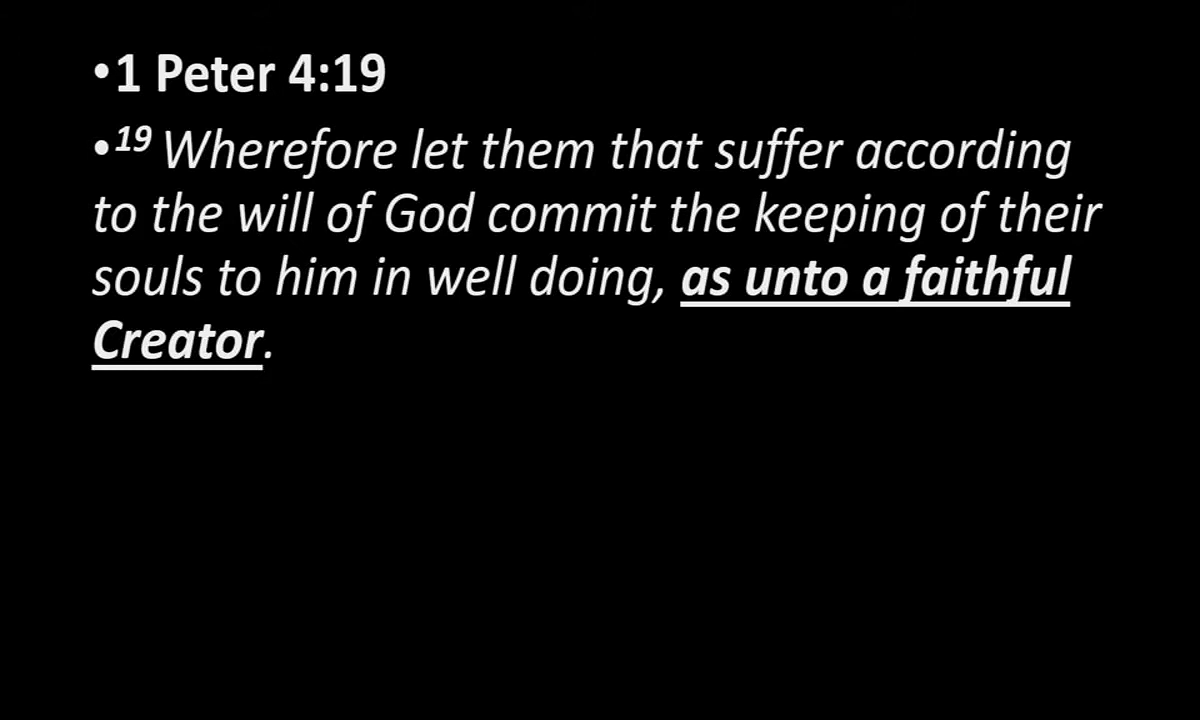 •1 Peter 4:19
•19 Wherefore let them that suffer according
to the will of God commit the keeping of their
souls to him in well doing, as unto a faithful
Creator.